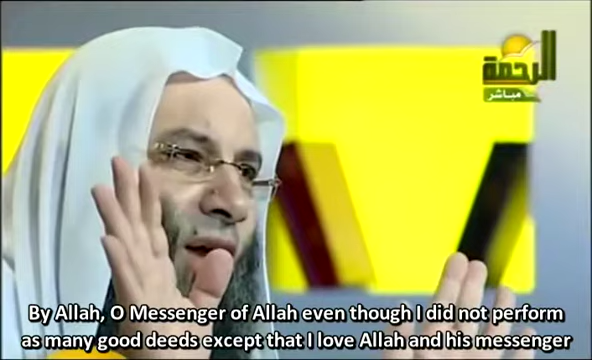 الرحمة
مباشر
By Allah, O Messenger of Allah even though I did not perform
as many good deeds except that I love Allah and his messenger